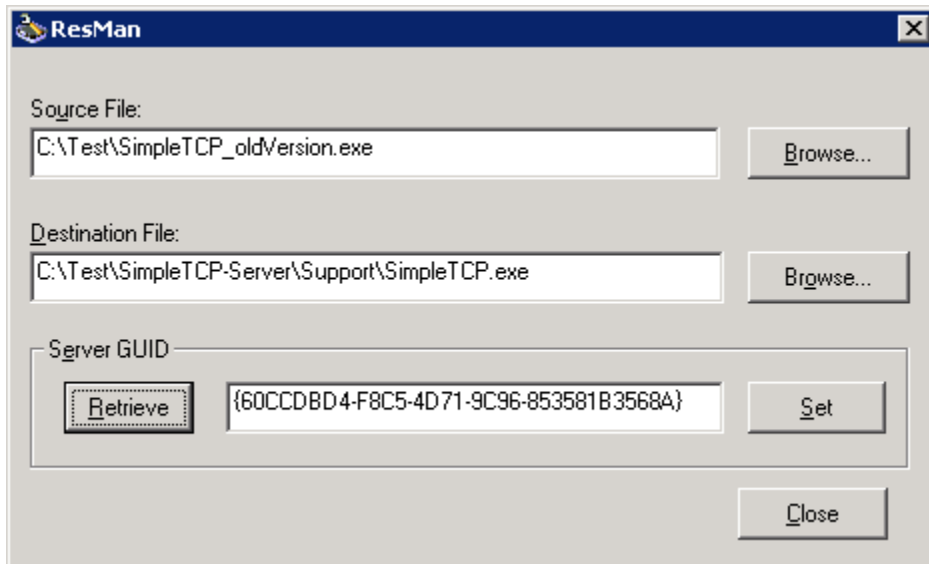 ResMan
Source File:
C:\Test\SimpleTCP_oldVersion.exe
Browse...
Destination File:
C:\Test\SimpleTCP-Server\Support\SimpleTCP.exe
Browse...
Server GUID
Retrieve
{60CCDBD4-F8C5-4D71-9C96-853581B3568A}
Set
Close